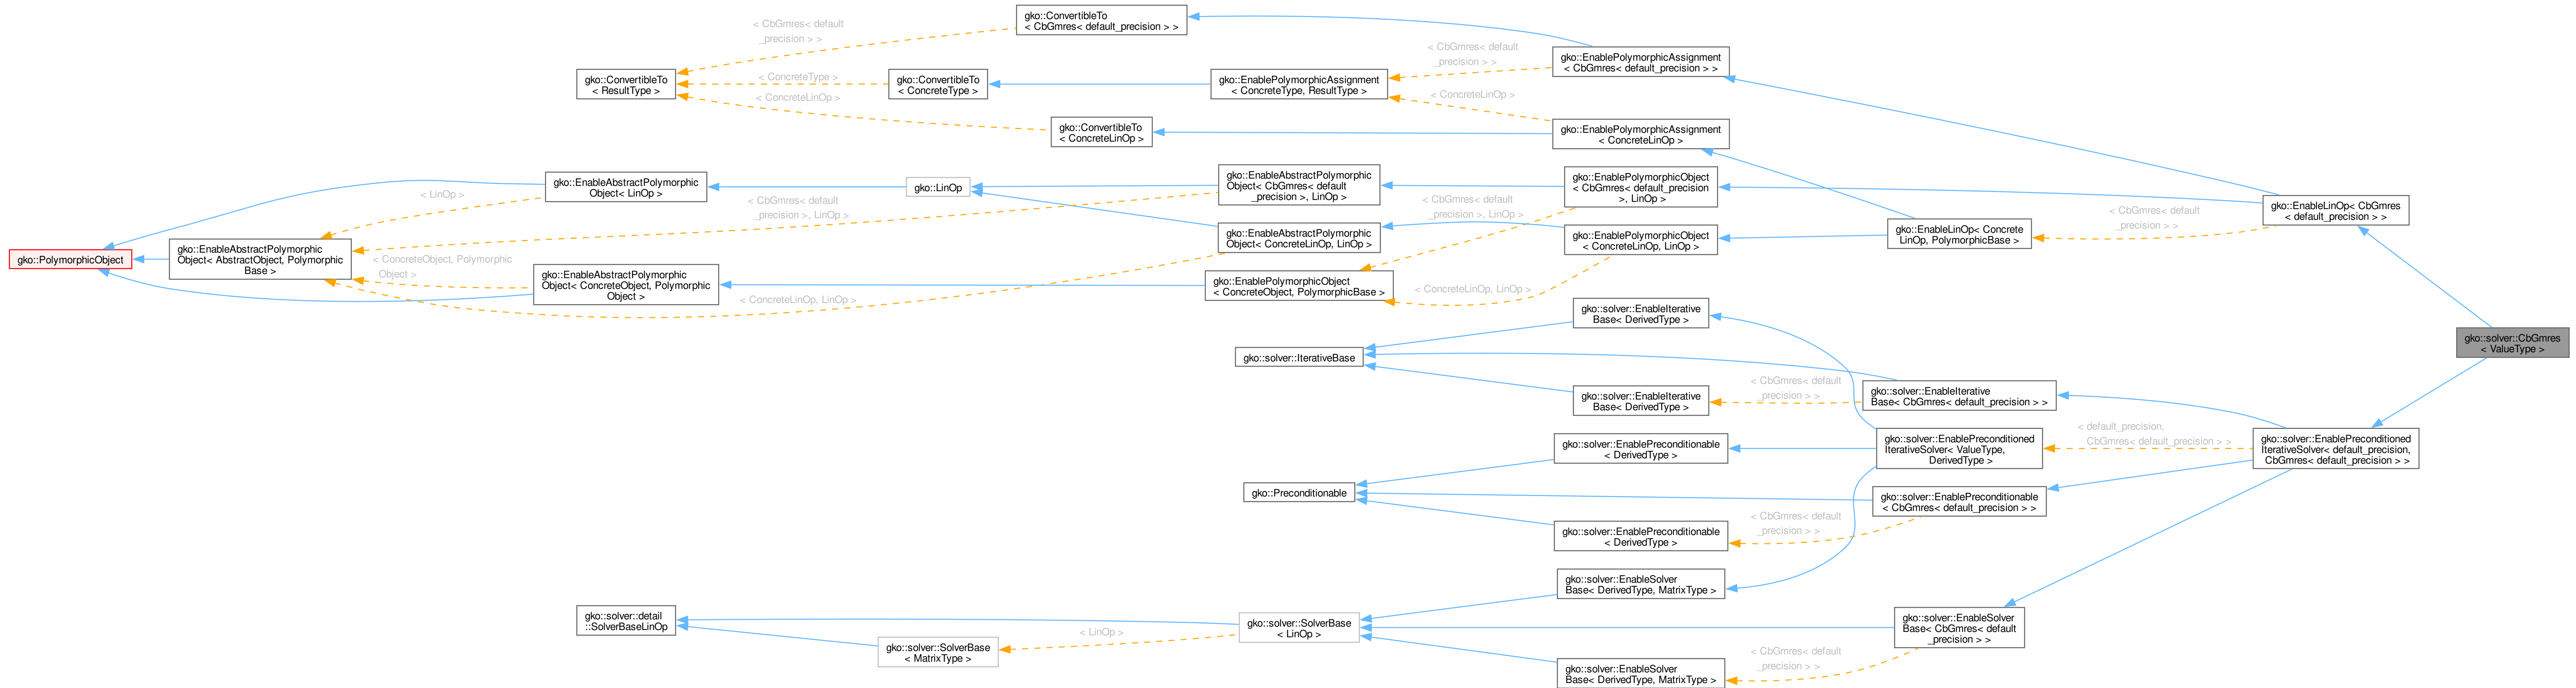 gko::PolymorphicObject
gko::EnableAbstractPolymorphic
Object< AbstractObject, Polymorphic
Base >
< LinOp >
< ConcreteObject, Polymorphic
Object >
gko::ConvertibleTo
< ResultType >
gko::EnableAbstractPolymorphic
Object< LinOp >
gko::EnableAbstractPolymorphic
Object< ConcreteObject, Polymorphic
Object >
gko::solver::detail
::SolverBaseLinOp
< CbGmres< default
_precision > >
< ConcreteType >
< ConcreteLinOp >
< CbGmres< default
_precision >, LinOp >
< ConcreteLinOp, LinOp >
gko::ConvertibleTo
< ConcreteType >
gko::LinOp
gko::solver::SolverBase
< MatrixType >
gko::ConvertibleTo
< CbGmres< default_precision > >
gko::ConvertibleTo
< ConcreteLinOp >
< LinOp >
gko::EnablePolymorphicAssignment
< ConcreteType, ResultType >
gko::EnableAbstractPolymorphic
Object< CbGmres< default
_precision >, LinOp >
gko::EnableAbstractPolymorphic
Object< ConcreteLinOp, LinOp >
gko::EnablePolymorphicObject
< ConcreteObject, PolymorphicBase >
gko::solver::IterativeBase
gko::Preconditionable
gko::solver::SolverBase
< LinOp >
< CbGmres< default
_precision > >
< ConcreteLinOp >
< CbGmres< default
_precision >, LinOp >
< ConcreteLinOp, LinOp >
gko::EnablePolymorphicAssignment
< CbGmres< default_precision > >
gko::EnablePolymorphicAssignment
< ConcreteLinOp >
gko::EnablePolymorphicObject
< CbGmres< default_precision
>, LinOp >
gko::EnablePolymorphicObject
< ConcreteLinOp, LinOp >
gko::solver::EnableIterative
Base< DerivedType >
gko::solver::EnableIterative
Base< DerivedType >
gko::solver::EnablePreconditionable
< DerivedType >
gko::solver::EnablePreconditionable
< DerivedType >
gko::solver::EnableSolver
Base< DerivedType, MatrixType >
gko::solver::EnableSolver
Base< DerivedType, MatrixType >
< CbGmres< default
_precision > >
< CbGmres< default
_precision > >
< CbGmres< default
_precision > >
gko::EnableLinOp< Concrete
LinOp, PolymorphicBase >
gko::solver::EnableIterative
Base< CbGmres< default_precision > >
gko::solver::EnablePreconditioned
IterativeSolver< ValueType,
DerivedType >
gko::solver::EnablePreconditionable
< CbGmres< default_precision > >
gko::solver::EnableSolver
Base< CbGmres< default
_precision > >
< CbGmres< default
_precision > >
< default_precision,
CbGmres< default_precision > >
gko::EnableLinOp< CbGmres
< default_precision > >
gko::solver::EnablePreconditioned
IterativeSolver< default_precision,
CbGmres< default_precision > >
gko::solver::CbGmres
< ValueType >